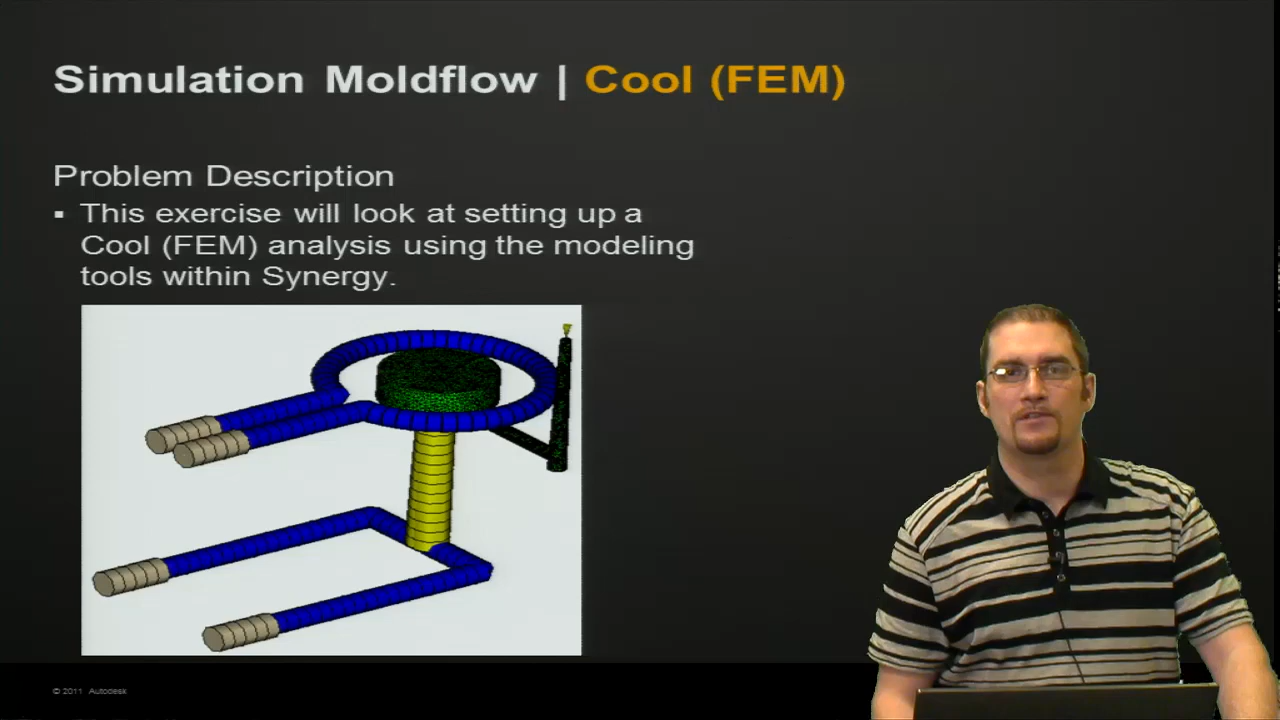 Simulation Moldflow | Cool (FEM)
Problem Description
▪ This exercise will look at setting up a
Cool (FEM) analysis using the modeling
tools within Synergy.
© 2011 Autodesk